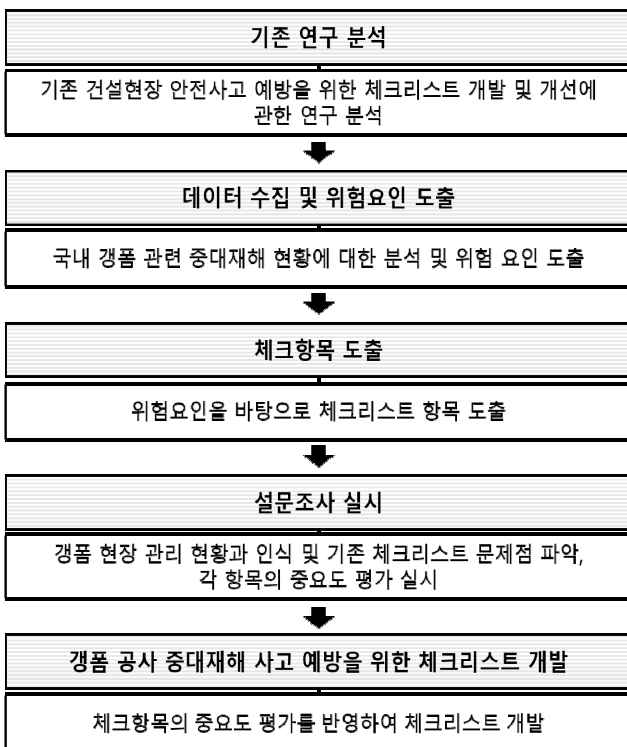 기존 연구 분석
기존 건설현장 안전사고 예방을 위한 체크리스트 개발 및 개선에
관한 연구 분석
데이터 수집 및 위험요인 도출
국내 갱폼 관련 중대재해 현황에 대한 분석 및 위험 요인 도출
체크항목 도출
위험요인을 바탕으로 체크리스트 항목 도출
설문조사 실시
갱폼 현장 관리 현황과 인식 및 기존 체크리스트 문제점 파악,
각 항목의 중요도 평가 실시
갱폼 공사 중대재해 사고 예방을 위한 체크리스트 개발
체크항목의 중요도 평가를 반영하여 체크리스트 개발